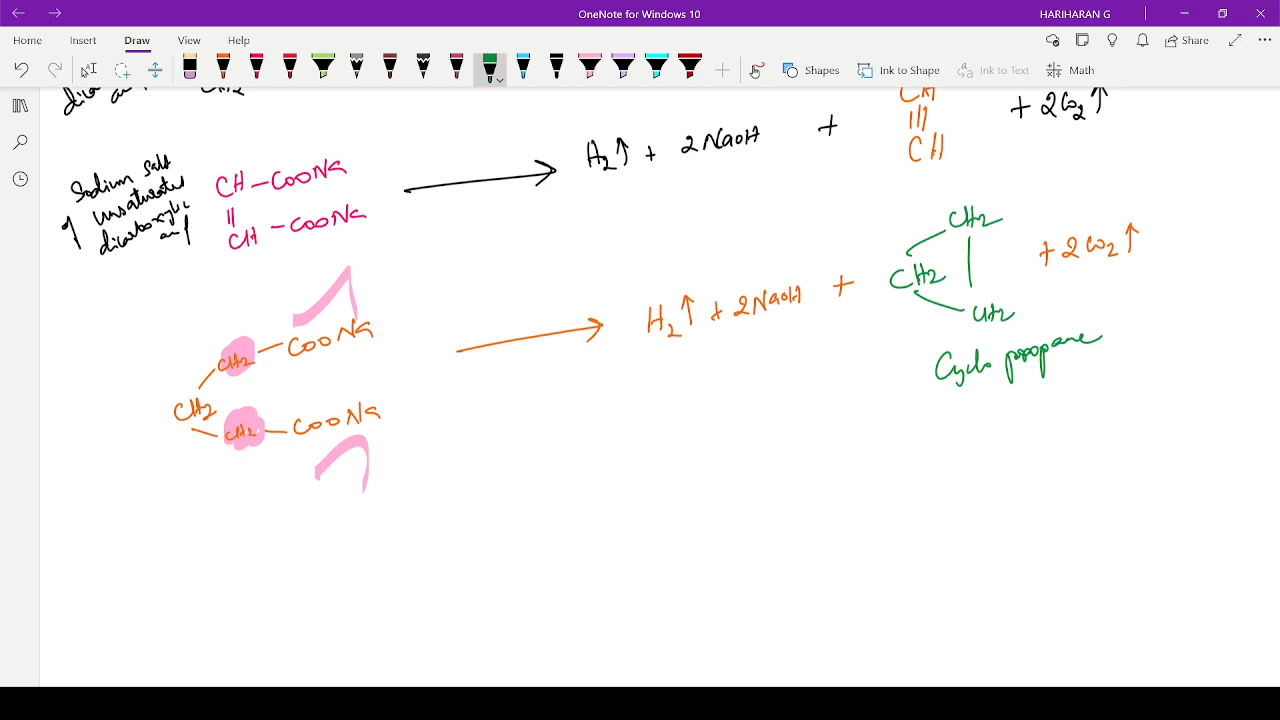 OneNote for Windows 10
HARIHARAN G
Home Insert Draw View Help
Share
Shapes Ink to Shape Ink to Text Math
CH2
CH
|||
CH
+ 2CO2 ↑
Sodium Salt
of unsaturated
dicarboxylic
CH - COONa
||
CH - COONa
→ H2↑ + 2NaOH +
CH2 - COONa
CH2
CH2 - COONa
→ H2↑ + 2NaOH +
CH2
CH2
CH2
+ 2CO2 ↑
Cyclo propane